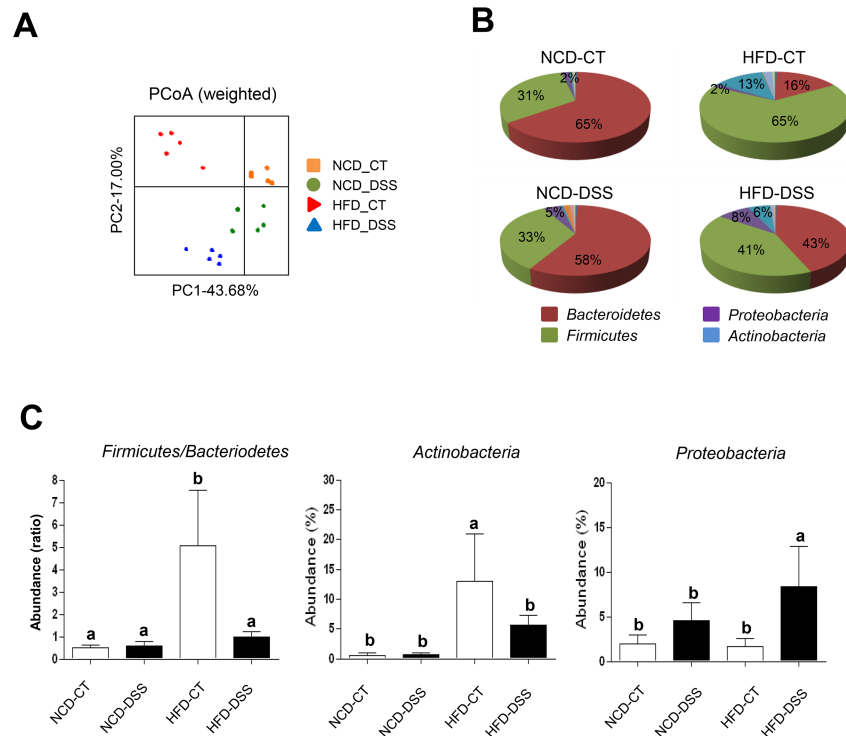 A
PCoA (weighted)
PC2-17.00%
PC1-43.68%
NCD_CT
NCD_DSS
HFD_CT
HFD_DSS
B
NCD-CT
2%
31%
65%
HFD-CT
2%
13%
16%
65%
NCD-DSS
5%
33%
58%
HFD-DSS
8%
6%
43%
41%
Bacteroidetes
Firmicutes
Proteobacteria
Actinobacteria
C
Firmicutes/Bacteriodetes
Abundance (ratio)
8
7
6
5
4
3
2
1
0
a
a
b
a
NCD-CT
NCD-DSS
HFD-CT
HFD-DSS
Actinobacteria
Abundance (%)
30
25
20
15
10
5
0
b
b
a
b
NCD-CT
NCD-DSS
HFD-CT
HFD-DSS
Proteobacteria
Abundance (%)
20
15
10
5
0
b
b
b
a
NCD-CT
NCD-DSS
HFD-CT
HFD-DSS